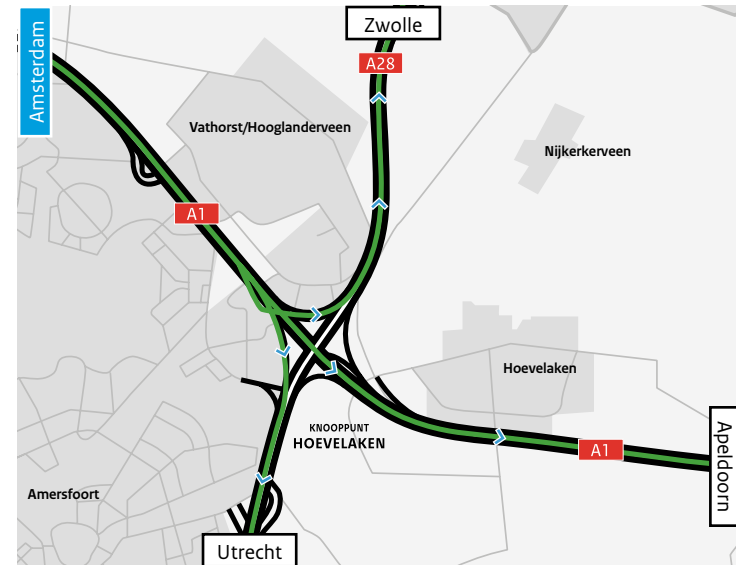 Zwolle
A28
Amsterdam
Vathorst/Hooglanderveen
Nijkerkerveen
A1
Hoevelaken
KNOOPPUNT
HOEVELAKEN
A1
Apeldoorn
Amersfoort
Utrecht